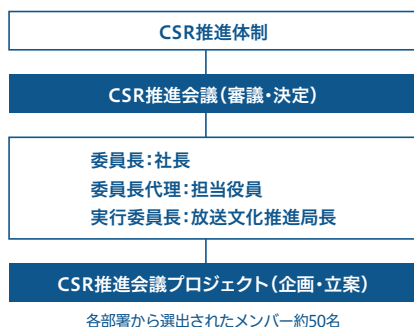 CSR推進体制
CSR推進会議(審議・決定)
委員長:社長
委員長代理:担当役員
実行委員長:放送文化推進局長
CSR推進会議プロジェクト(企画・立案)
各部署から選出されたメンバー約50名